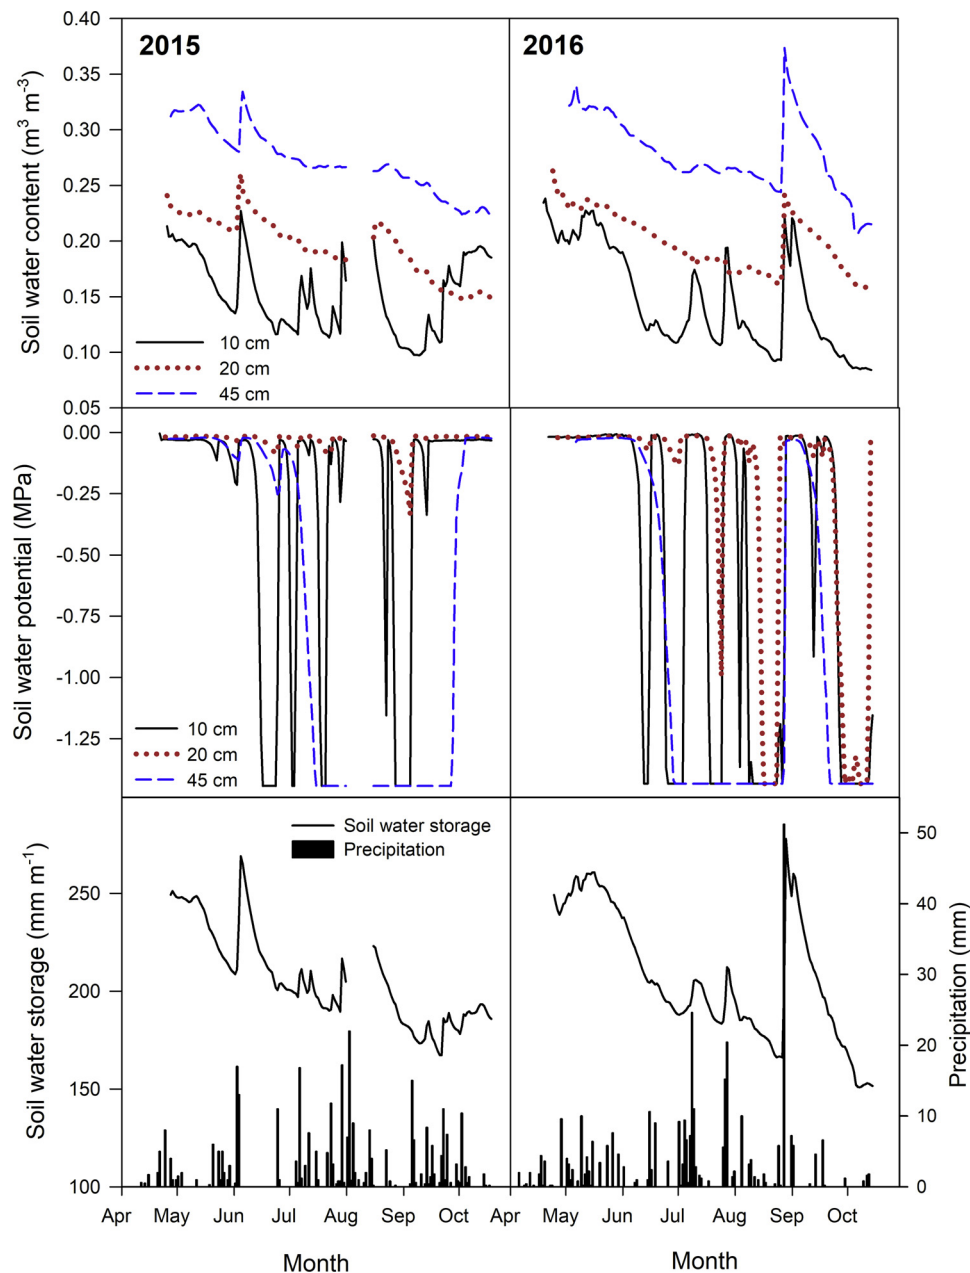 0.40
0.35
0.30
0.25
0.20
0.15
0.10
0.05
Soil water content (m³ m⁻³)
2015
2016
10 cm
20 cm
45 cm
0.00
-0.25
-0.50
-0.75
-1.00
-1.25
Soil water potential (MPa)
10 cm
20 cm
45 cm
250
200
150
100
Soil water storage (mm m⁻¹)
Soil water storage
Precipitation
50
40
30
20
10
0
Precipitation (mm)
Apr May Jun Jul Aug Sep Oct Apr May Jun Jul Aug Sep Oct
Month Month